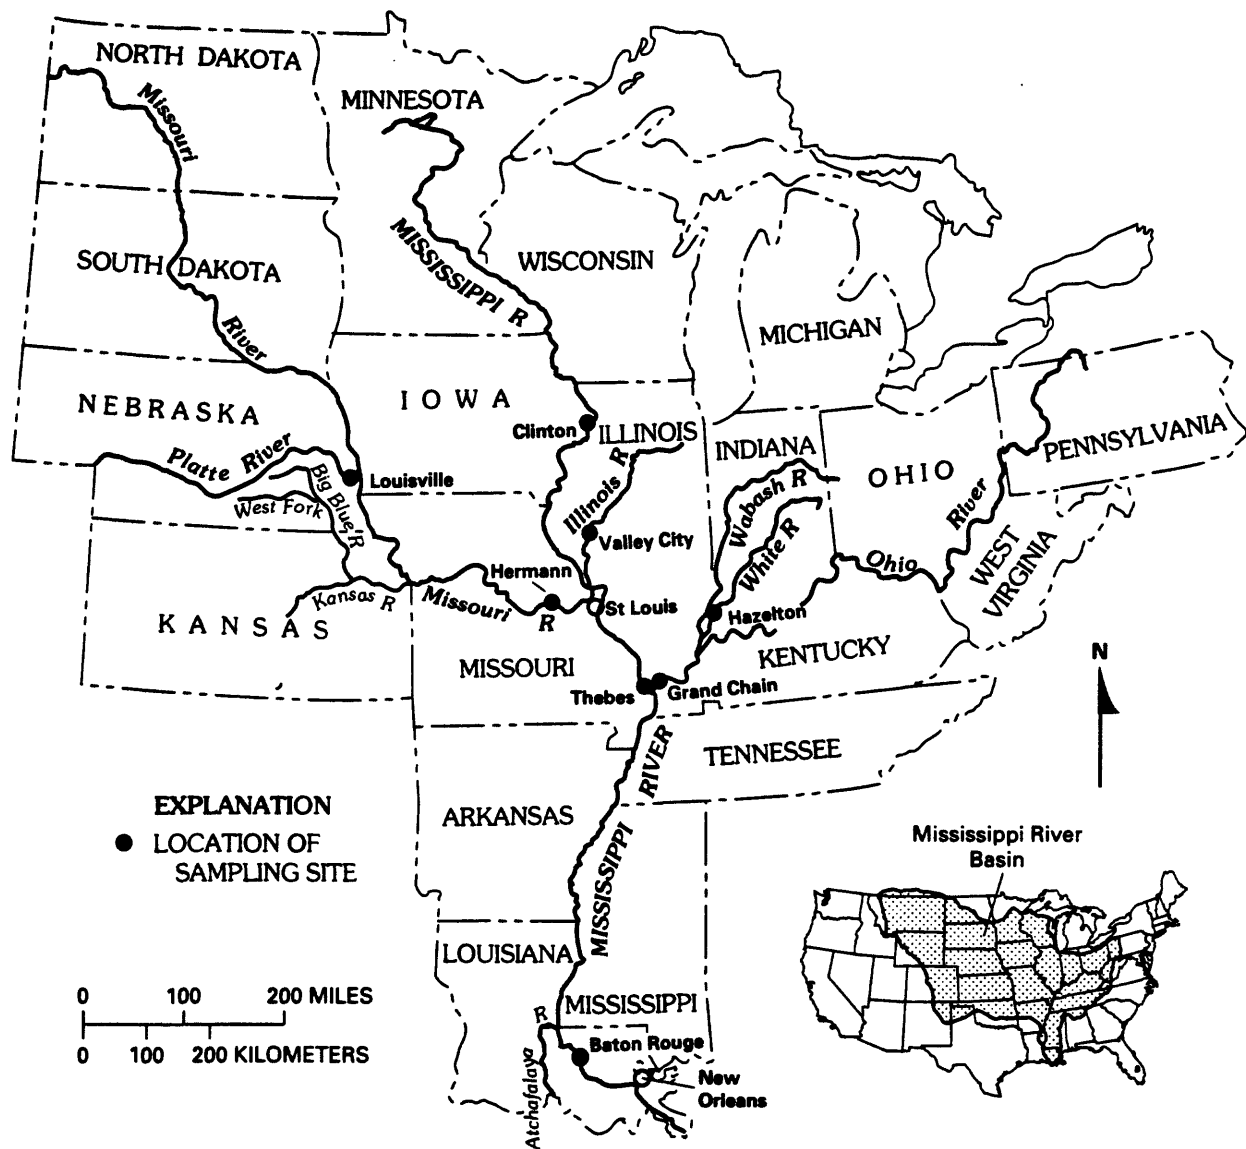 NORTH DAKOTA
Missouri
MINNESOTA
SOUTH DAKOTA
MISSISSIPPI R
WISCONSIN
River
MICHIGAN
NEBRASKA
IOWA
Clinton
ILLINOIS
INDIANA
OHIO
PENNSYLVANIA
Platte River
Big Blue R
West Fork
Louisville
Illinois R
Valley City
Wabash R
White R
River
Ohio
WEST
VIRGINIA
Hermann
Kansas R
Missouri
R
St Louis
Hazelton
KANSAS
MISSOURI
KENTUCKY
Thebes
Grand Chain
N
RIVER
TENNESSEE
EXPLANATION
LOCATION OF
SAMPLING SITE
ARKANSAS
MISSISSIPPI
Mississippi River
Basin
LOUISIANA
0 100 200 MILES
0 100 200 KILOMETERS
MISSISSIPPI
R
Atchafalaya
Baton Rouge
New
Orleans